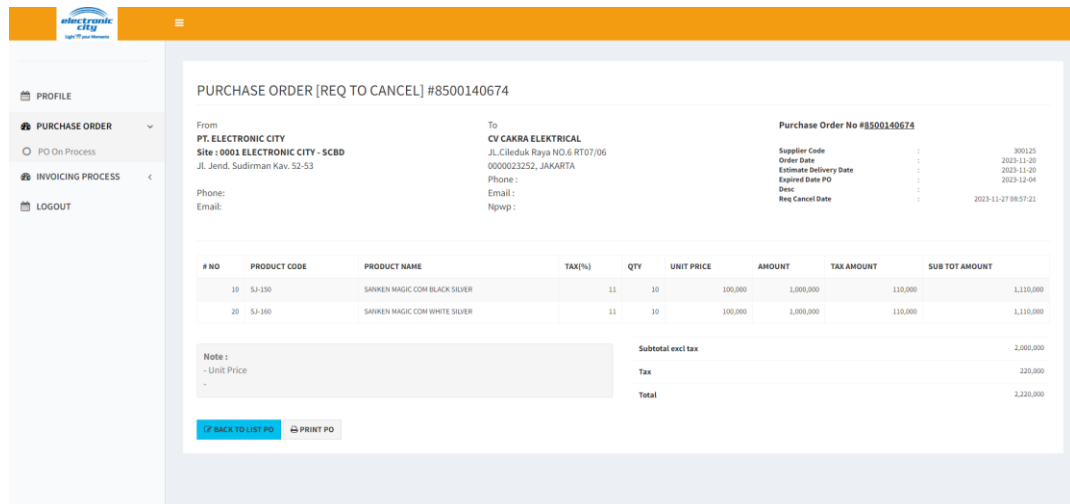 electronic
city
Light Up your Moments
PROFILE
PURCHASE ORDER
PO On Process
INVOICING PROCESS
LOGOUT
PURCHASE ORDER [REQ TO CANCEL] #8500140674
From
PT. ELECTRONIC CITY
Site : 0001 ELECTRONIC CITY - SCBD
Jl. Jend. Sudirman Kav. 52-53
Phone:
Email:
To
CV CAKRA ELEKTRICAL
JL.Cileduk Raya NO.6 RT07/06
0000023252, JAKARTA
Phone :
Email :
Npwp :
Purchase Order No #8500140674
Supplier Code : 300125
Order Date : 2023-11-20
Estimate Delivery Date : 2023-11-20
Expired Date PO : 2023-12-04
Desc :
Req Cancel Date : 2023-11-27 08:57:21
# NO PRODUCT CODE PRODUCT NAME TAX(%) QTY UNIT PRICE AMOUNT TAX AMOUNT SUB TOT AMOUNT
10 SJ-150 SANKEN MAGIC COM BLACK SILVER 11 10 100,000 1,000,000 110,000 1,110,000
20 SJ-160 SANKEN MAGIC COM WHITE SILVER 11 10 100,000 1,000,000 110,000 1,110,000
Note :
- Unit Price
-
Subtotal excl tax 2,000,000
Tax 220,000
Total 2,220,000
BACK TO LIST PO
PRINT PO